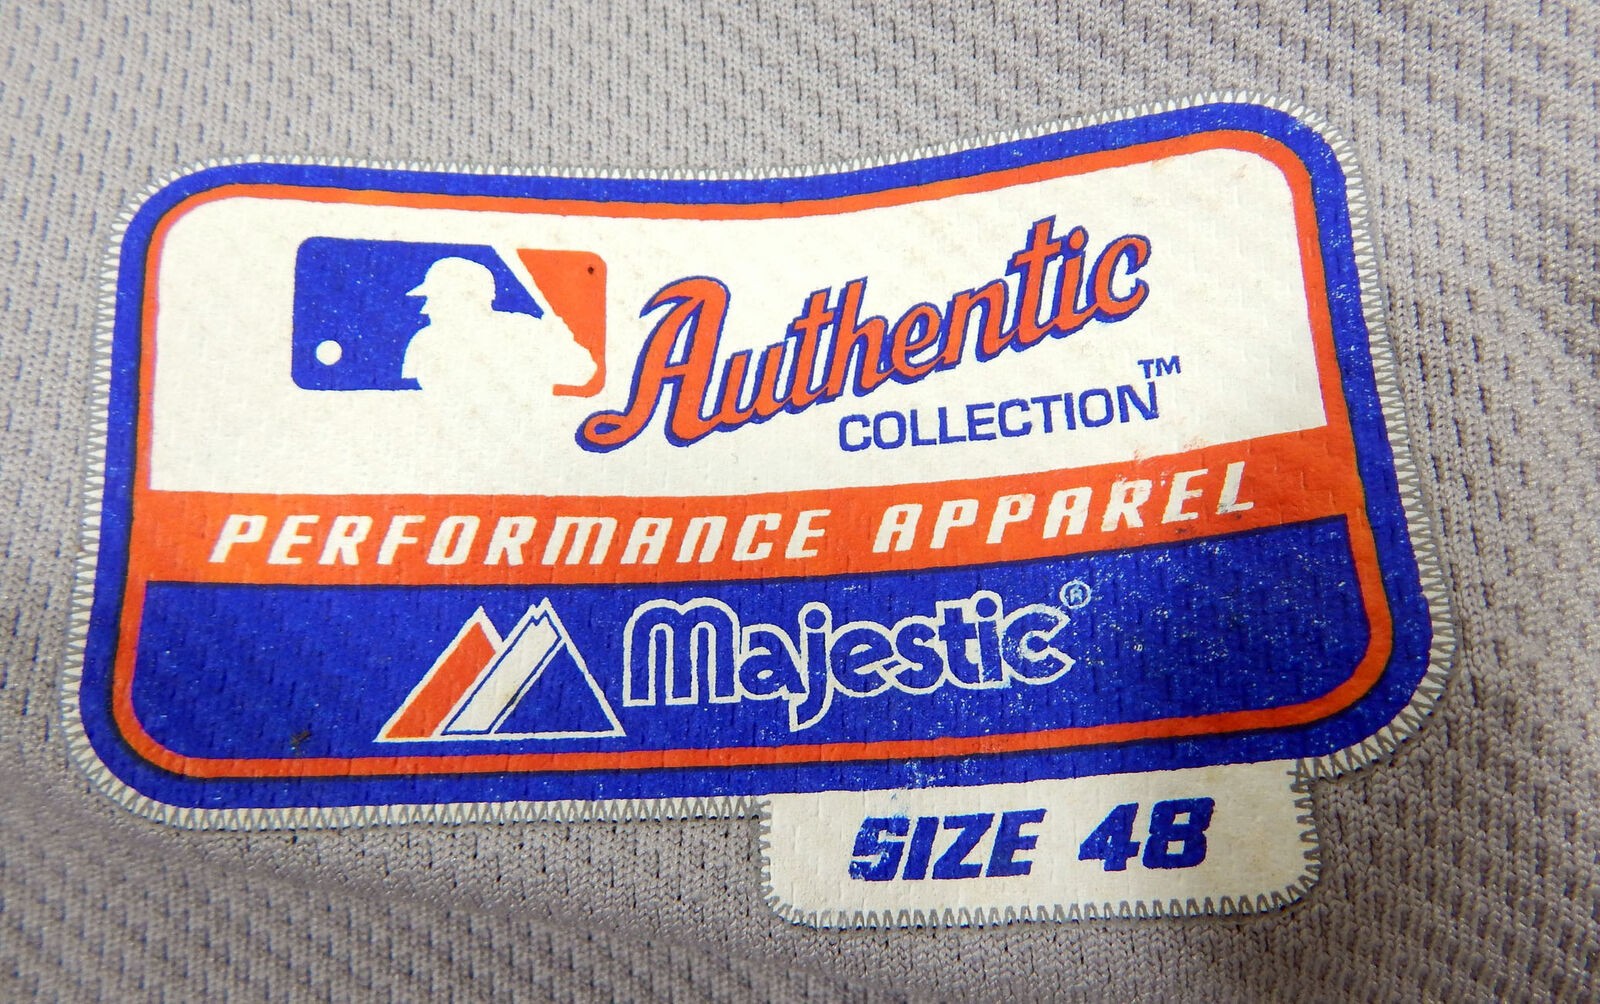 Authentic
COLLECTION™
PERFORMANCE APPAREL
Majestic®
SIZE 48